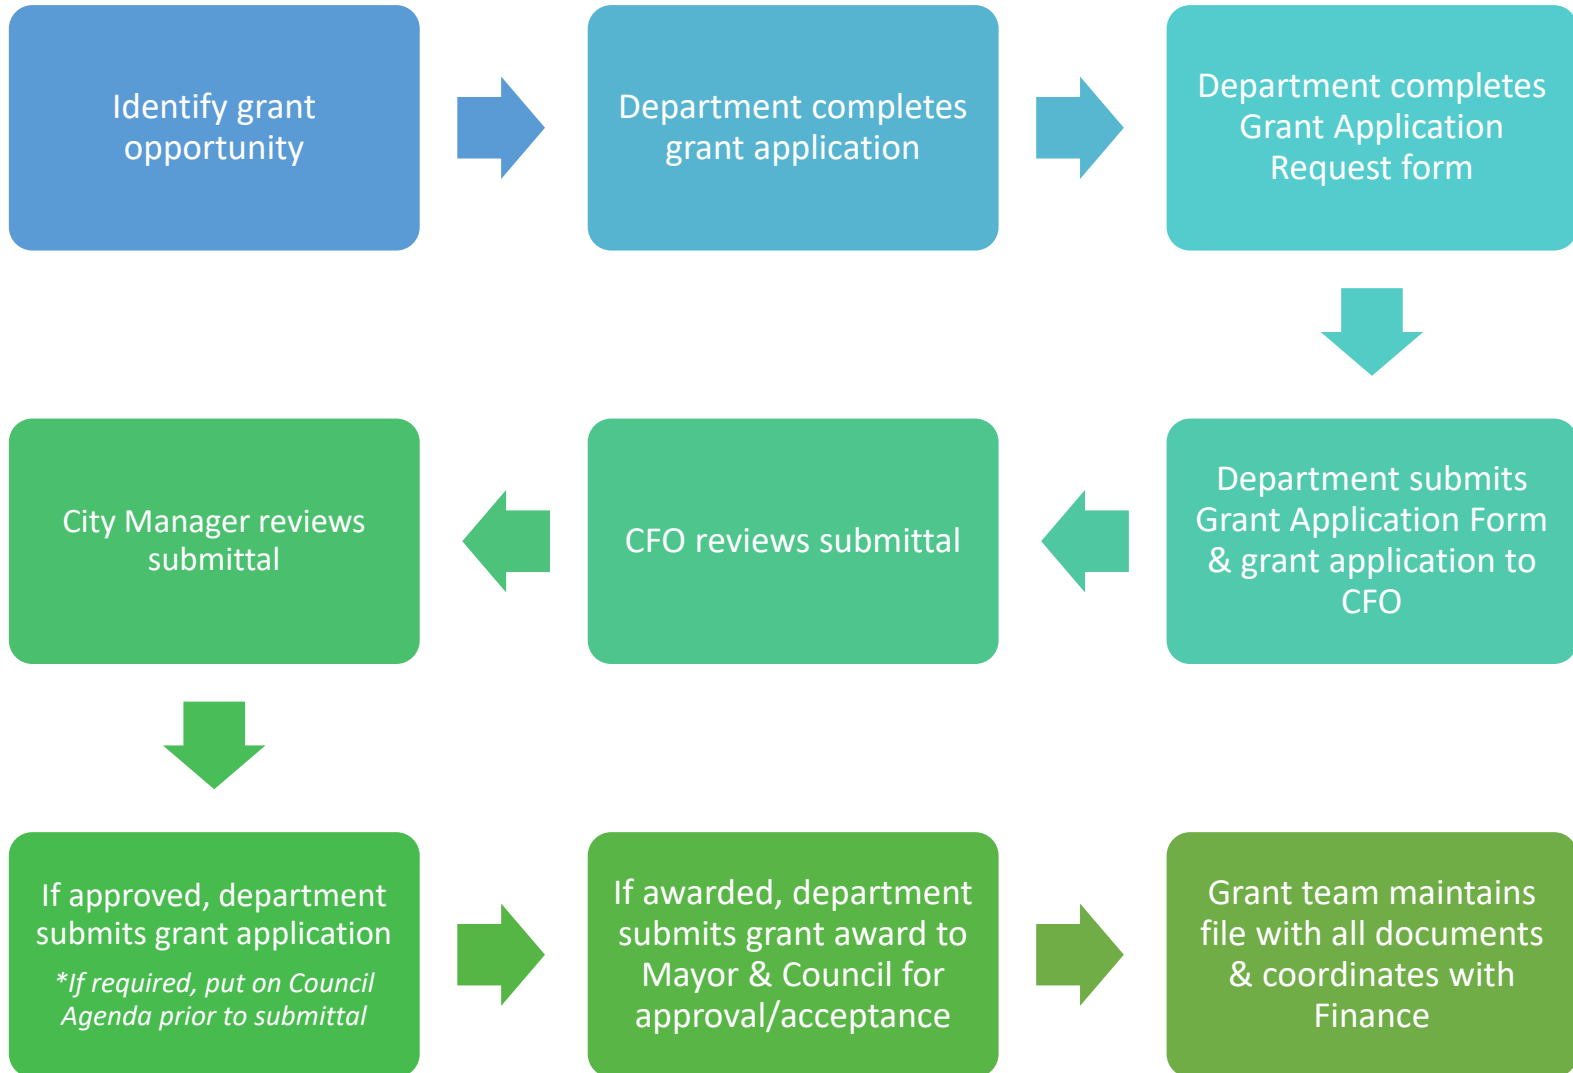 Identify grant
opportunity
Department completes
grant application
Department completes
Grant Application
Request form
Department submits
Grant Application Form
& grant application to
CFO
CFO reviews submittal
City Manager reviews
submittal
If approved, department
submits grant application
*If required, put on Council
Agenda prior to submittal
If awarded, department
submits grant award to
Mayor & Council for
approval/acceptance
Grant team maintains
file with all documents
& coordinates with
Finance